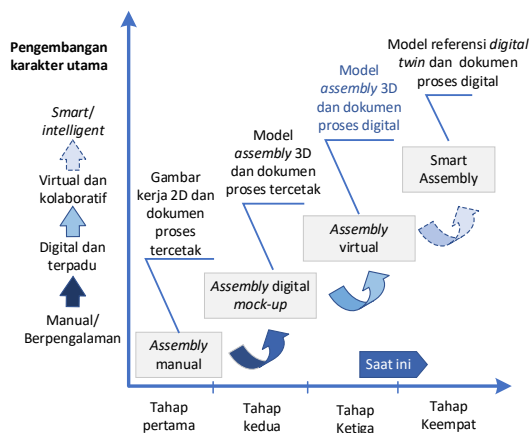 Pengembangan
karakter utama
Smart/
intelligent
Virtual dan
kolaboratif
Digital dan
terpadu
Manual/
Berpengalaman
Gambar
kerja 2D dan
dokumen
proses
tercetak
Assembly
manual
Model
assembly 3D
dan dokumen
proses tercetak
Assembly digital
mock-up
Model
assembly 3D
dan dokumen
proses digital
Assembly
virtual
Model referensi digital
twin dan dokumen
proses digital
Smart
Assembly
Saat ini
Tahap
pertama
Tahap
kedua
Tahap
Ketiga
Tahap
Keempat